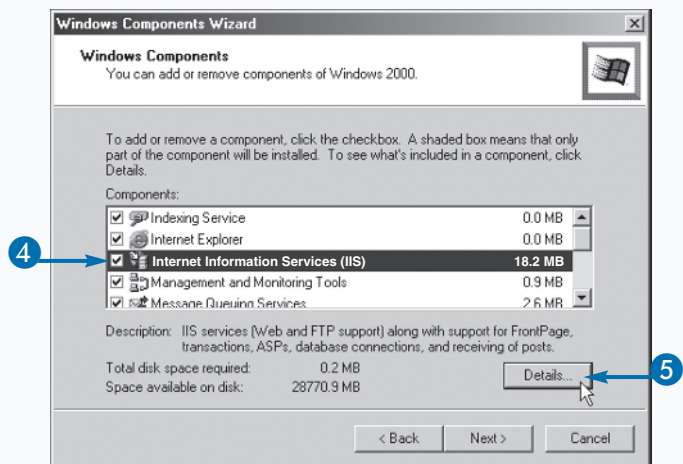 Windows Components Wizard
Windows Components
You can add or remove components of Windows 2000.
To add or remove a component, click the checkbox. A shaded box means that only
part of the component will be installed. To see what's included in a component, click
Details.
Components:
Indexing Service 0.0 MB
Internet Explorer 0.0 MB
4 Internet Information Services (IIS) 18.2 MB
Management and Monitoring Tools 0.9 MB
Message Queuing Services 2.6 MB
Description: IIS services (Web and FTP support) along with support for FrontPage,
transactions, ASPs, database connections, and receiving of posts.
Total disk space required: 0.2 MB
Space available on disk: 28770.9 MB
Details... 5
< Back Next > Cancel